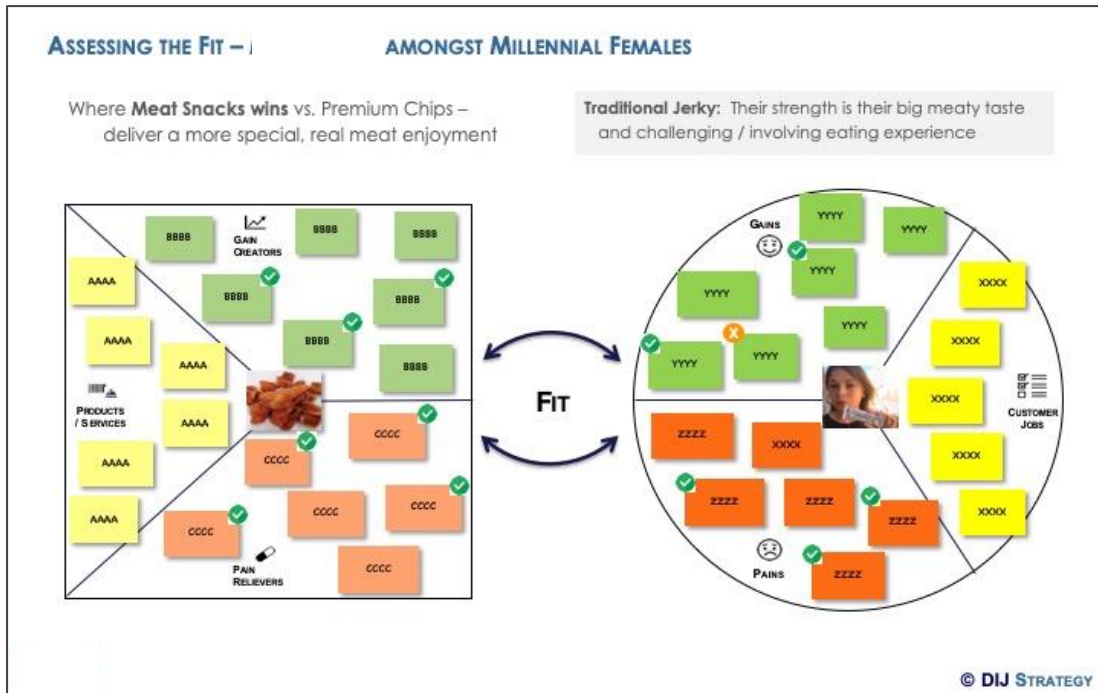 ASSESSING THE FIT – AMONGST MILLENNIAL FEMALES
Where Meat Snacks wins vs. Premium Chips –
deliver a more special, real meat enjoyment
Traditional Jerky: Their strength is their big meaty taste
and challenging / involving eating experience
BBBB
GAIN
CREATORS
BBBB
BBBB
AAAA
BBBB
BBBB
AAAA
BBBB
AAAA
BBBB
PRODUCTS
/ SERVICES
AAAA
AAAA
AAAA
CCCC
CCCC
CCCC
CCCC
CCCC
CCCC
PAIN
RELIEVERS
FIT
GAINS
YYYY
YYYY
YYYY
YYYY
YYYY
YYYY
YYYY
XXXX
XXXX
XXXX
CUSTOMER
JOBS
XXXX
XXXX
ZZZZ
XXXX
ZZZZ
ZZZZ
ZZZZ
PAINS
ZZZZ
© DIJ STRATEGY